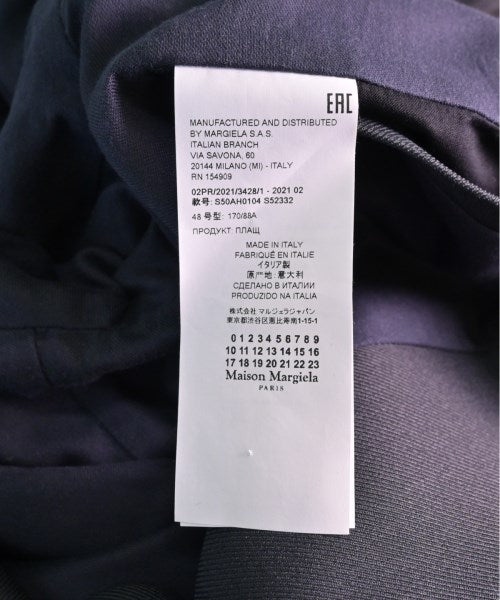 EAC
MANUFACTURED AND DISTRIBUTED
BY MARGIELA S.A.S.
ITALIAN BRANCH
VIA SAVONA, 60
20144 MILANO (MI) - ITALY
RN 154909
02PR/2021/3428/1 - 2021 02
款号: S50AH0104 S52332
48 号型: 170/88A
ПРОДУКТ: ПЛАЩ
MADE IN ITALY
FABRIQUÉ EN ITALIE
イタリア製
原产地:意大利
СДЕЛАНО В ИТАЛИИ
PRODUZIDO NA ITALIA
株式会社 マルジェラジャパン
東京都渋谷区恵比寿南1-15-1
0 1 2 3 4 5 6 7 8 9
10 11 12 13 14 15 16
17 18 19 20 21 22 23
Maison Margiela
PARIS